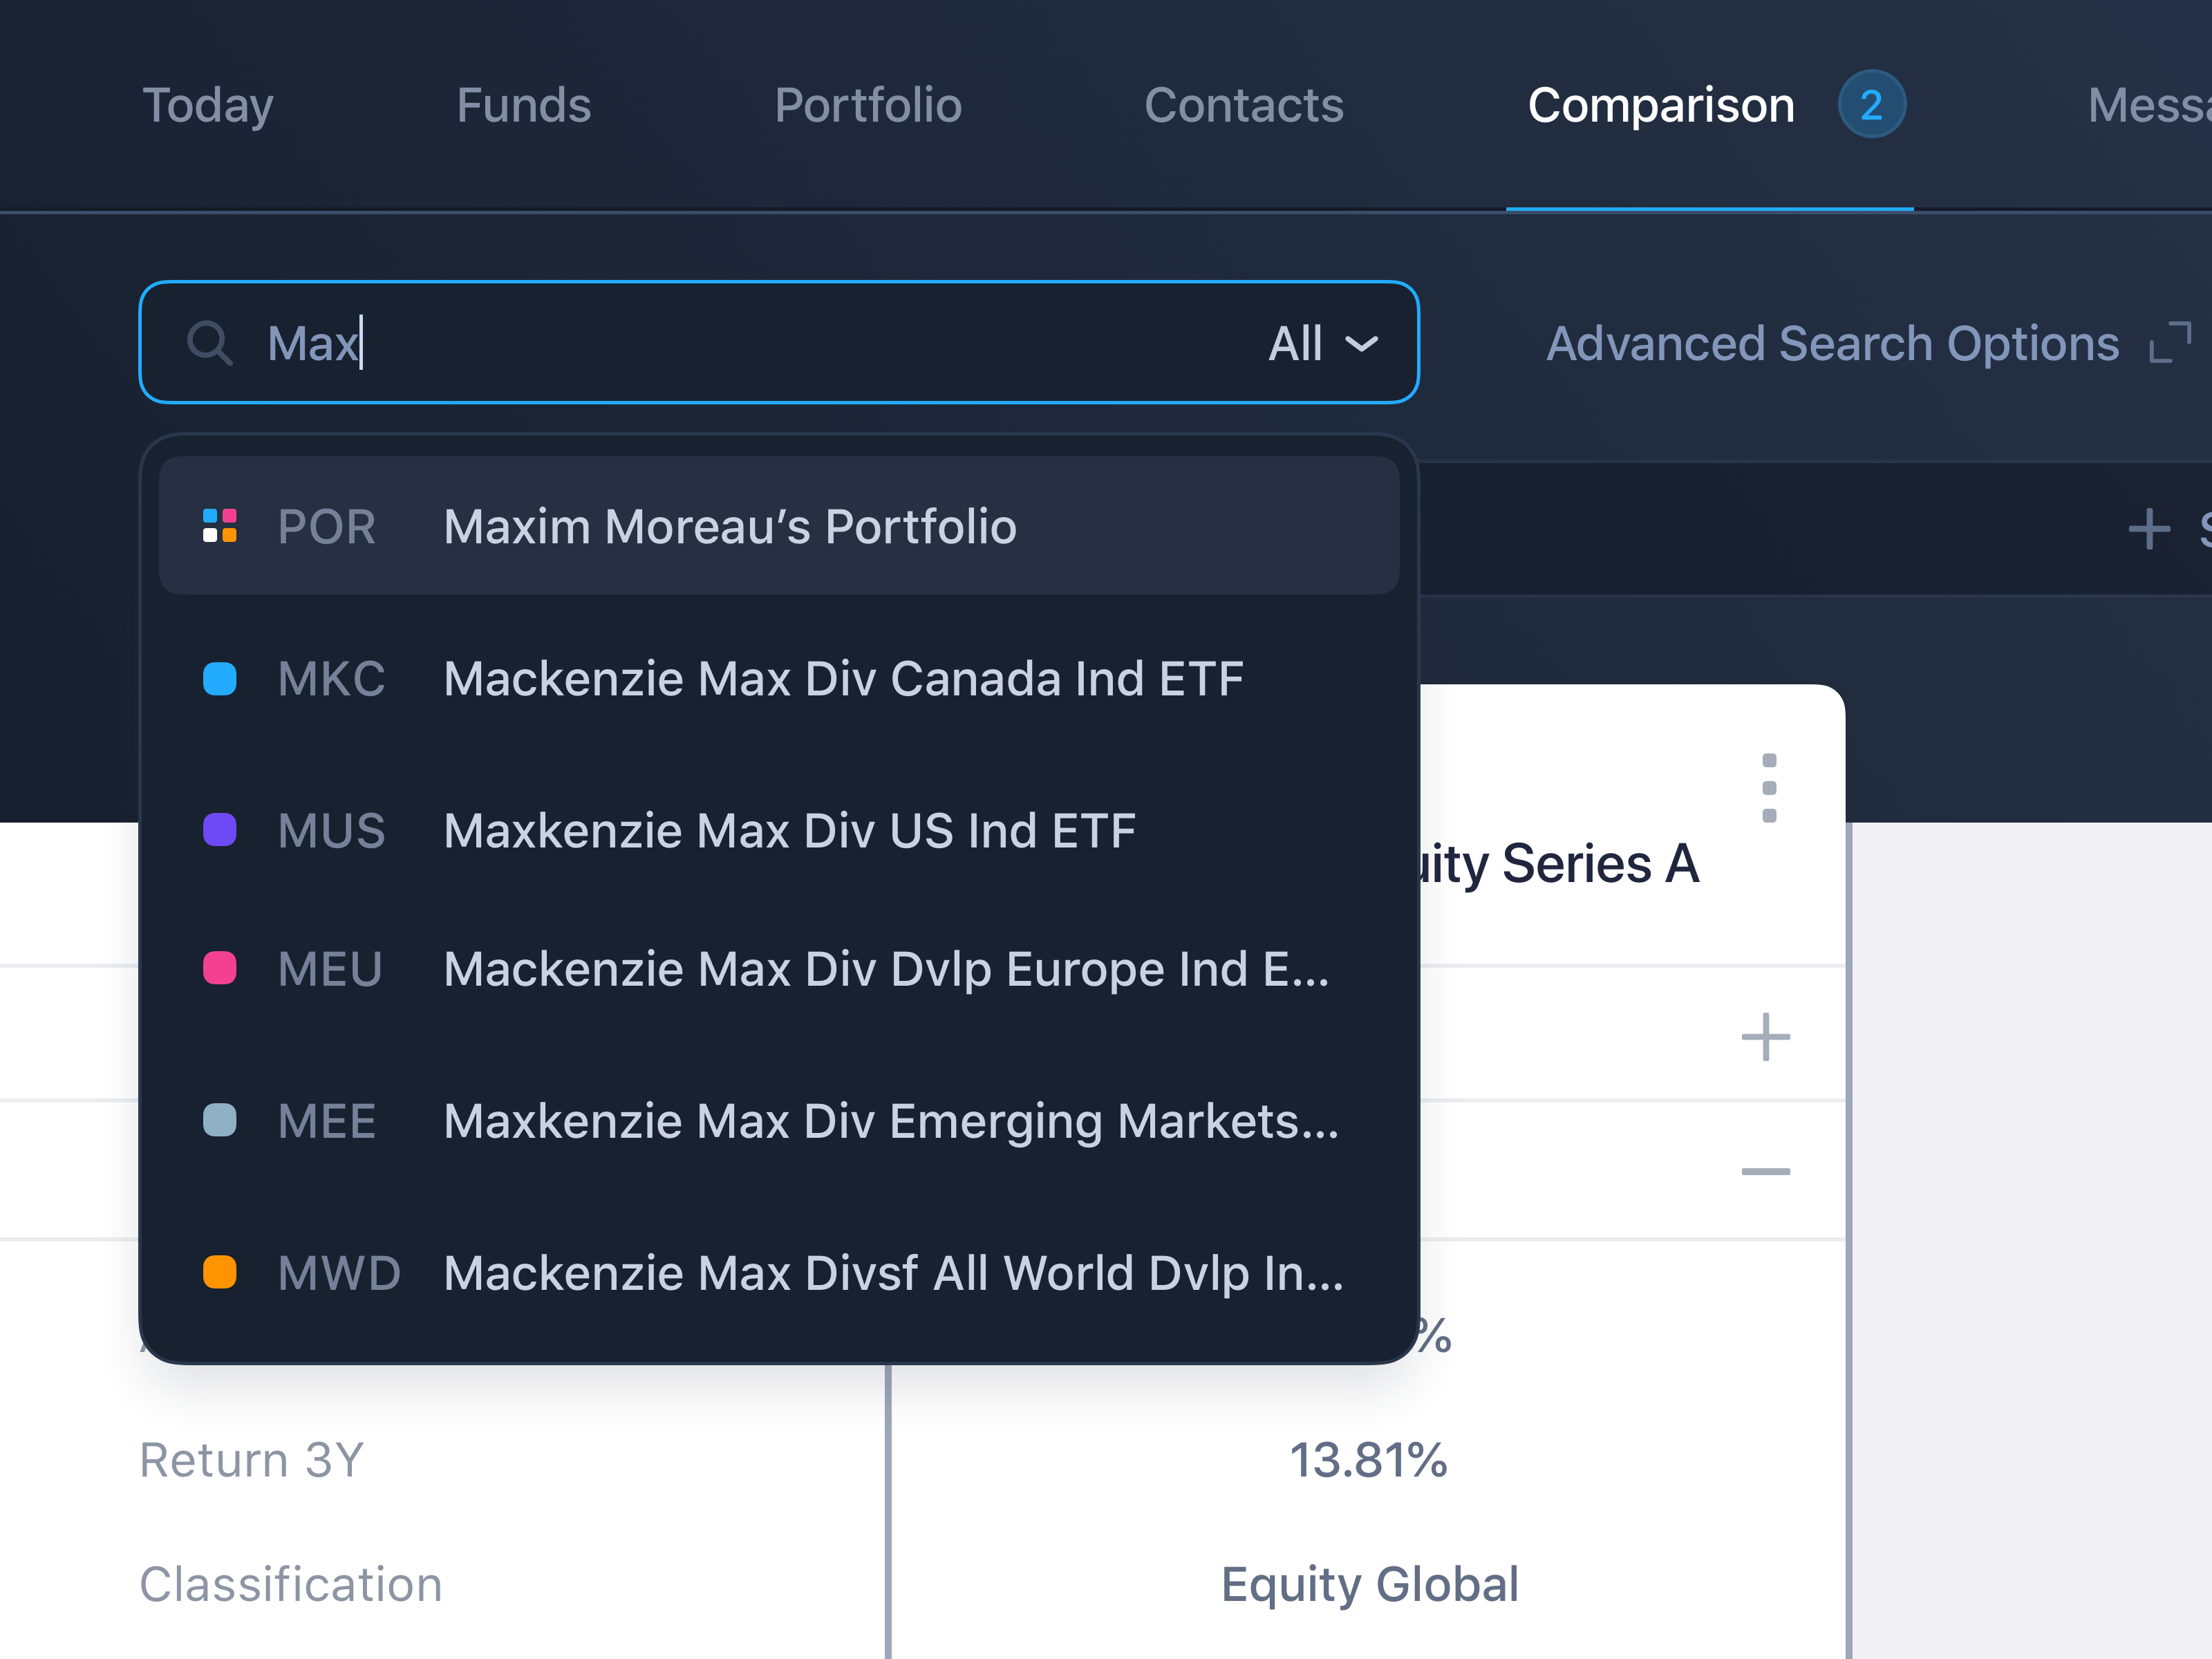 Today Funds Portfolio Contacts Comparison 2
Max All Advanced Search Options
POR Maxim Moreau’s Portfolio
MKC Mackenzie Max Div Canada Ind ETF
MUS Maxkenzie Max Div US Ind ETF
Series A
MEU Mackenzie Max Div Dvlp Europe Ind E...
MEE Maxkenzie Max Div Emerging Markets...
MWD Mackenzie Max Divsf All World Dvlp In...
%
Return 3Y 13.81%
Classification Equity Global